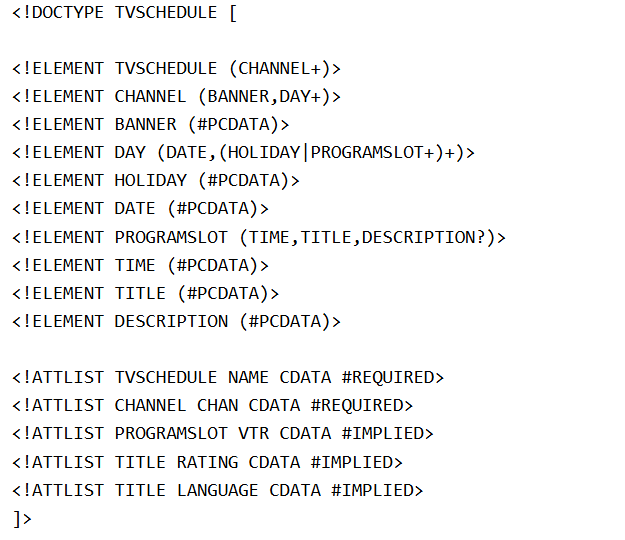 <!DOCTYPE TVSCHEDULE [
<!ELEMENT TVSCHEDULE (CHANNEL+)>
<!ELEMENT CHANNEL (BANNER,DAY+)>
<!ELEMENT BANNER (#PCDATA)>
<!ELEMENT DAY (DATE,(HOLIDAY|PROGRAMSLOT+)+)>
<!ELEMENT HOLIDAY (#PCDATA)>
<!ELEMENT DATE (#PCDATA)>
<!ELEMENT PROGRAMSLOT (TIME,TITLE,DESCRIPTION?)>
<!ELEMENT TIME (#PCDATA)>
<!ELEMENT TITLE (#PCDATA)>
<!ELEMENT DESCRIPTION (#PCDATA)>
<!ATTLIST TVSCHEDULE NAME CDATA #REQUIRED>
<!ATTLIST CHANNEL CHAN CDATA #REQUIRED>
<!ATTLIST PROGRAMSLOT VTR CDATA #IMPLIED>
<!ATTLIST TITLE RATING CDATA #IMPLIED>
<!ATTLIST TITLE LANGUAGE CDATA #IMPLIED>
]>